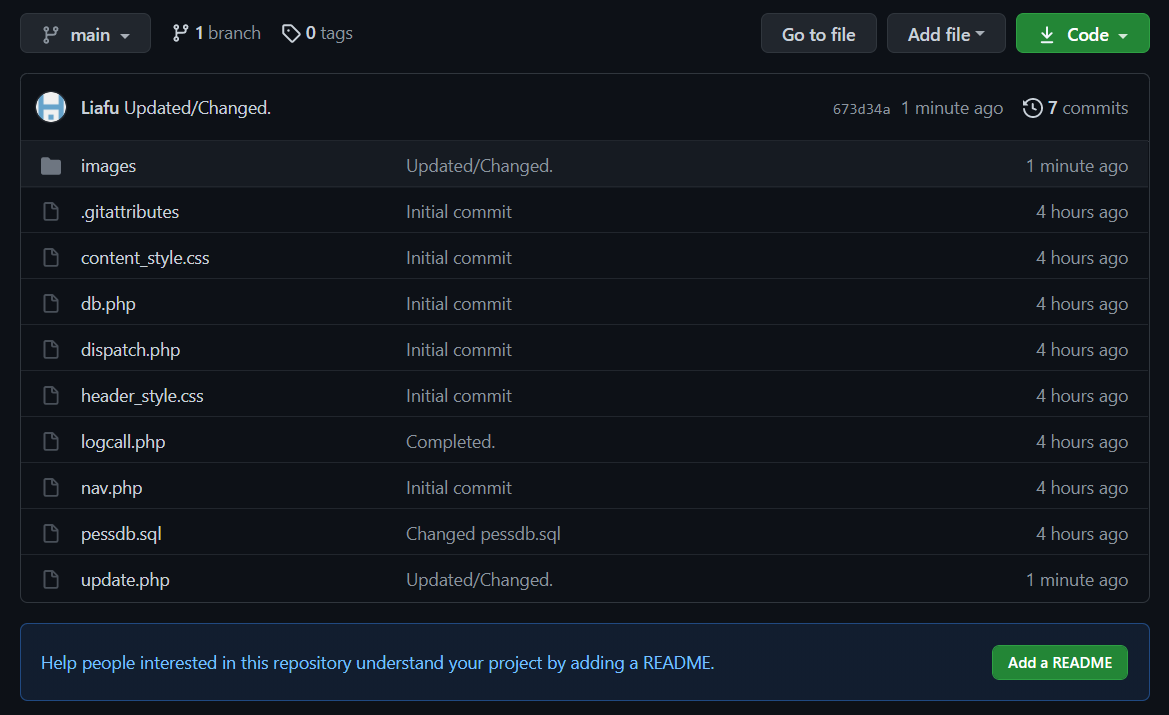 main 1 branch 0 tags Go to file Add file Code
Liafu Updated/Changed. 673d34a 1 minute ago 7 commits
images Updated/Changed. 1 minute ago
.gitattributes Initial commit 4 hours ago
content_style.css Initial commit 4 hours ago
db.php Initial commit 4 hours ago
dispatch.php Initial commit 4 hours ago
header_style.css Initial commit 4 hours ago
logcall.php Completed. 4 hours ago
nav.php Initial commit 4 hours ago
pessdb.sql Changed pessdb.sql 4 hours ago
update.php Updated/Changed. 1 minute ago
Help people interested in this repository understand your project by adding a README. Add a README